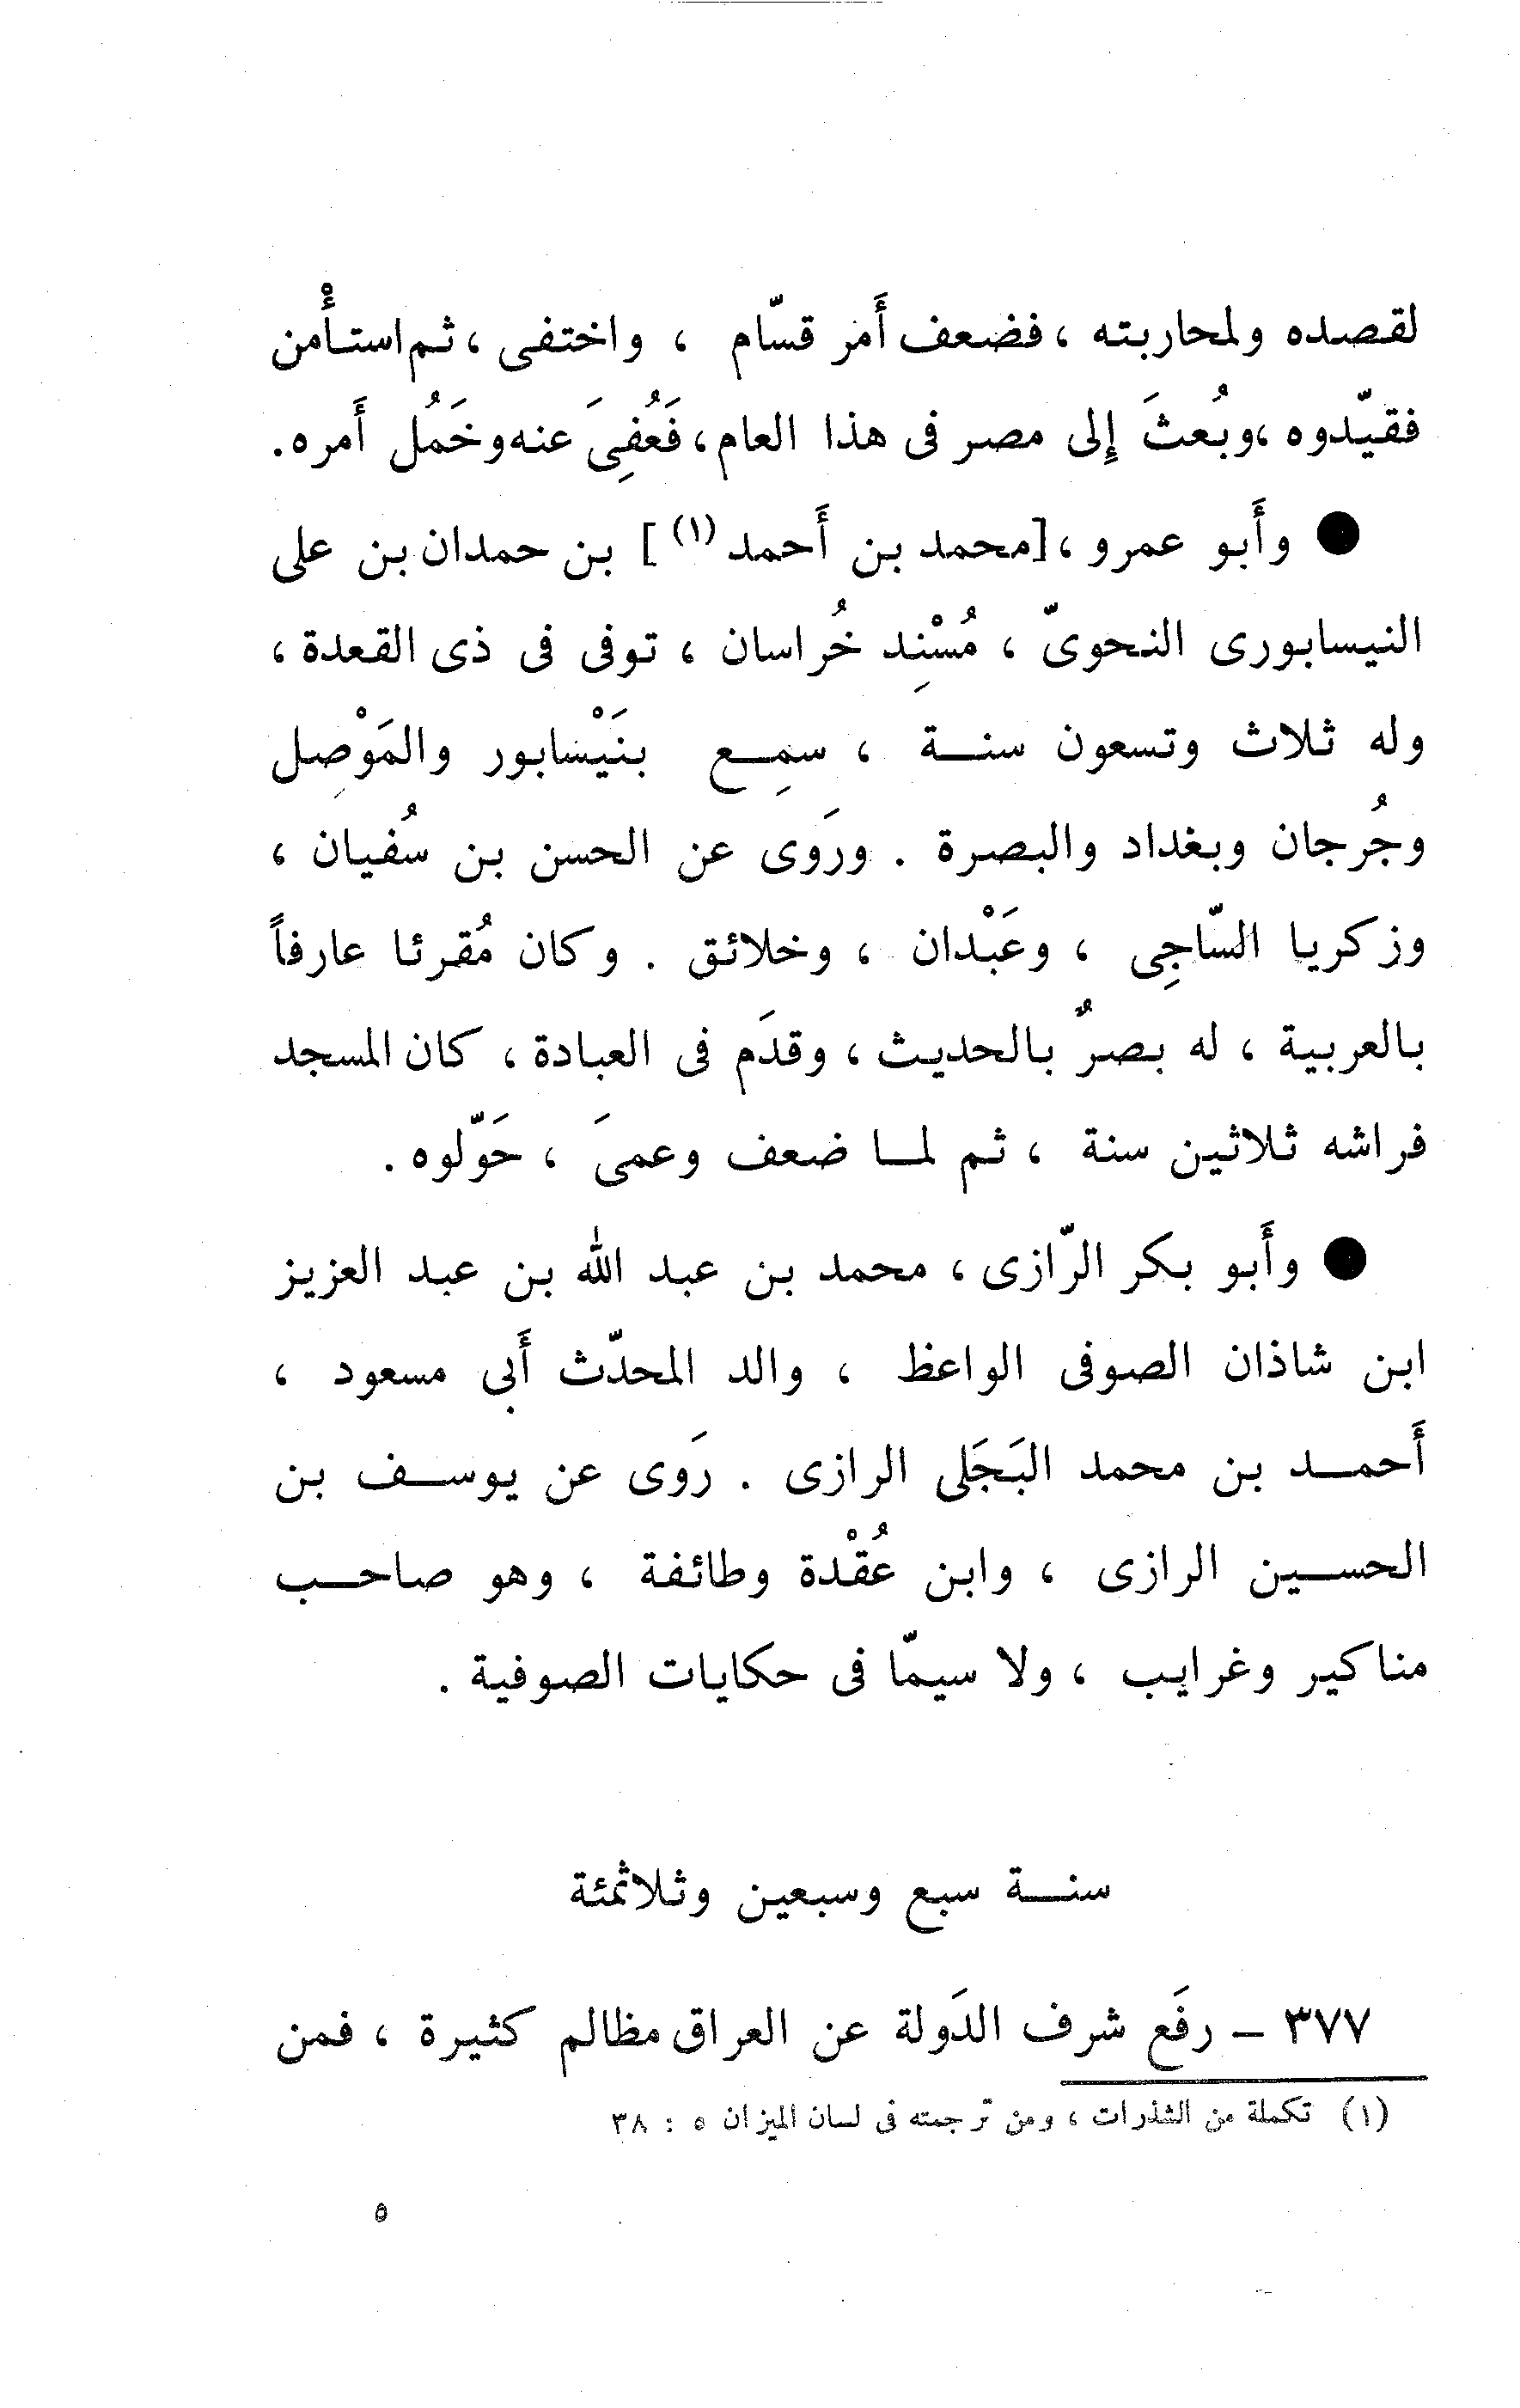 لقصده ولمحاربته ، فضعف أَمر قسّام ، واختفى ، ثم استأْمن
فقيّدوه ، وبُعثَ إِلى مصر فى هذا العام ، فَعُفِىَ عنه وخَمُل أَمره .
● وأَبو عمرو ، [محمد بن أَحمد (١)] بن حمدان بن على
النيسابورى النحوىّ ، مُسْنِد خُراسان ، توفى فى ذى القعدة ،
وله ثلاث وتسعون سنة ، سمِع بنَيْسابور والمَوْصِل
وجُرجان وبغداد والبصرة . ورَوى عن الحسن بن سُفيان ،
وزكريا السّاجِى ، وعَبْدان ، وخلائق . وكان مُقرئا عارفاً
بالعربية ، له بصرٌ بالحديث ، وقدَم فى العبادة ، كان المسجد
فراشه ثلاثين سنة ، ثم لما ضعف وعمىَ ، حَوّلوه .
● وأَبو بكر الرّازى ، محمد بن عبد الله بن عبد العزيز
ابن شاذان الصوفى الواعظ ، والد المحدّث أَبى مسعود ،
أَحمد بن محمد البَجَلى الرازى . رَوى عن يوسف بن
الحسين الرازى ، وابن عُقْدة وطائفة ، وهو صاحب
مناكير وغرايب ، ولا سيمّا فى حكايات الصوفية .
سنة سبع وسبعين وثلاثمئة
٣٧٧ – رفَع شرف الدَولة عن العراق مظالم كثيرة ، فمن
(١) تكملة من الشذرات ، ومن ترجمته فى لسان الميزان ٥ : ٣٨
٥